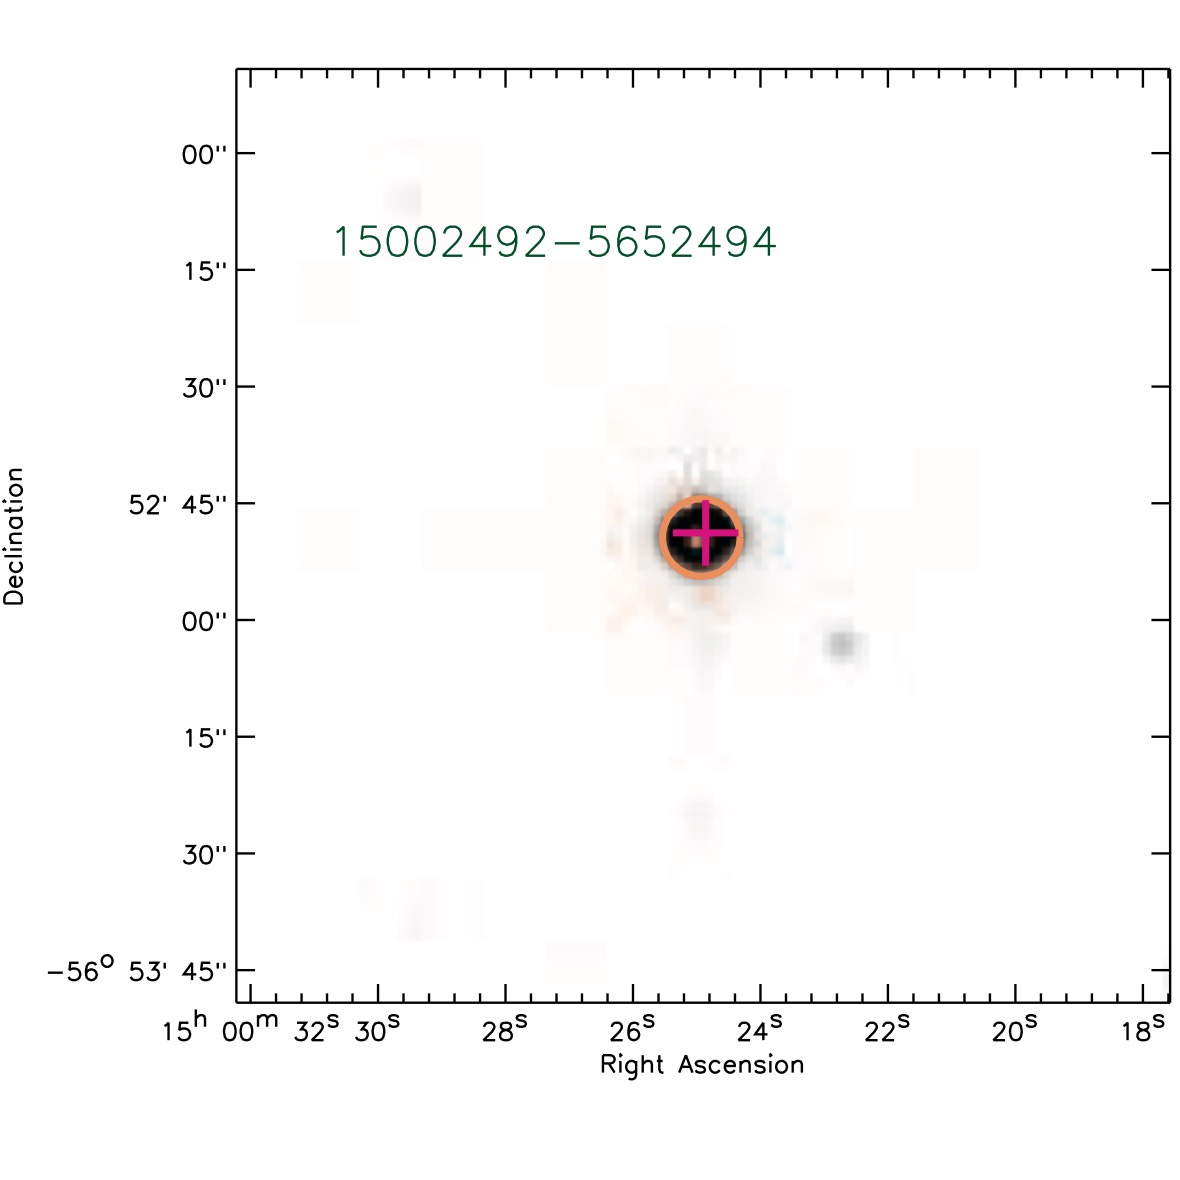 00"
15002492−5652494
15"
30"
52' 45"
00"
15"
30"
−56° 53' 45"
15h 00m 32s 30s 28s 26s 24s 22s 20s 18s
Right Ascension
Declination